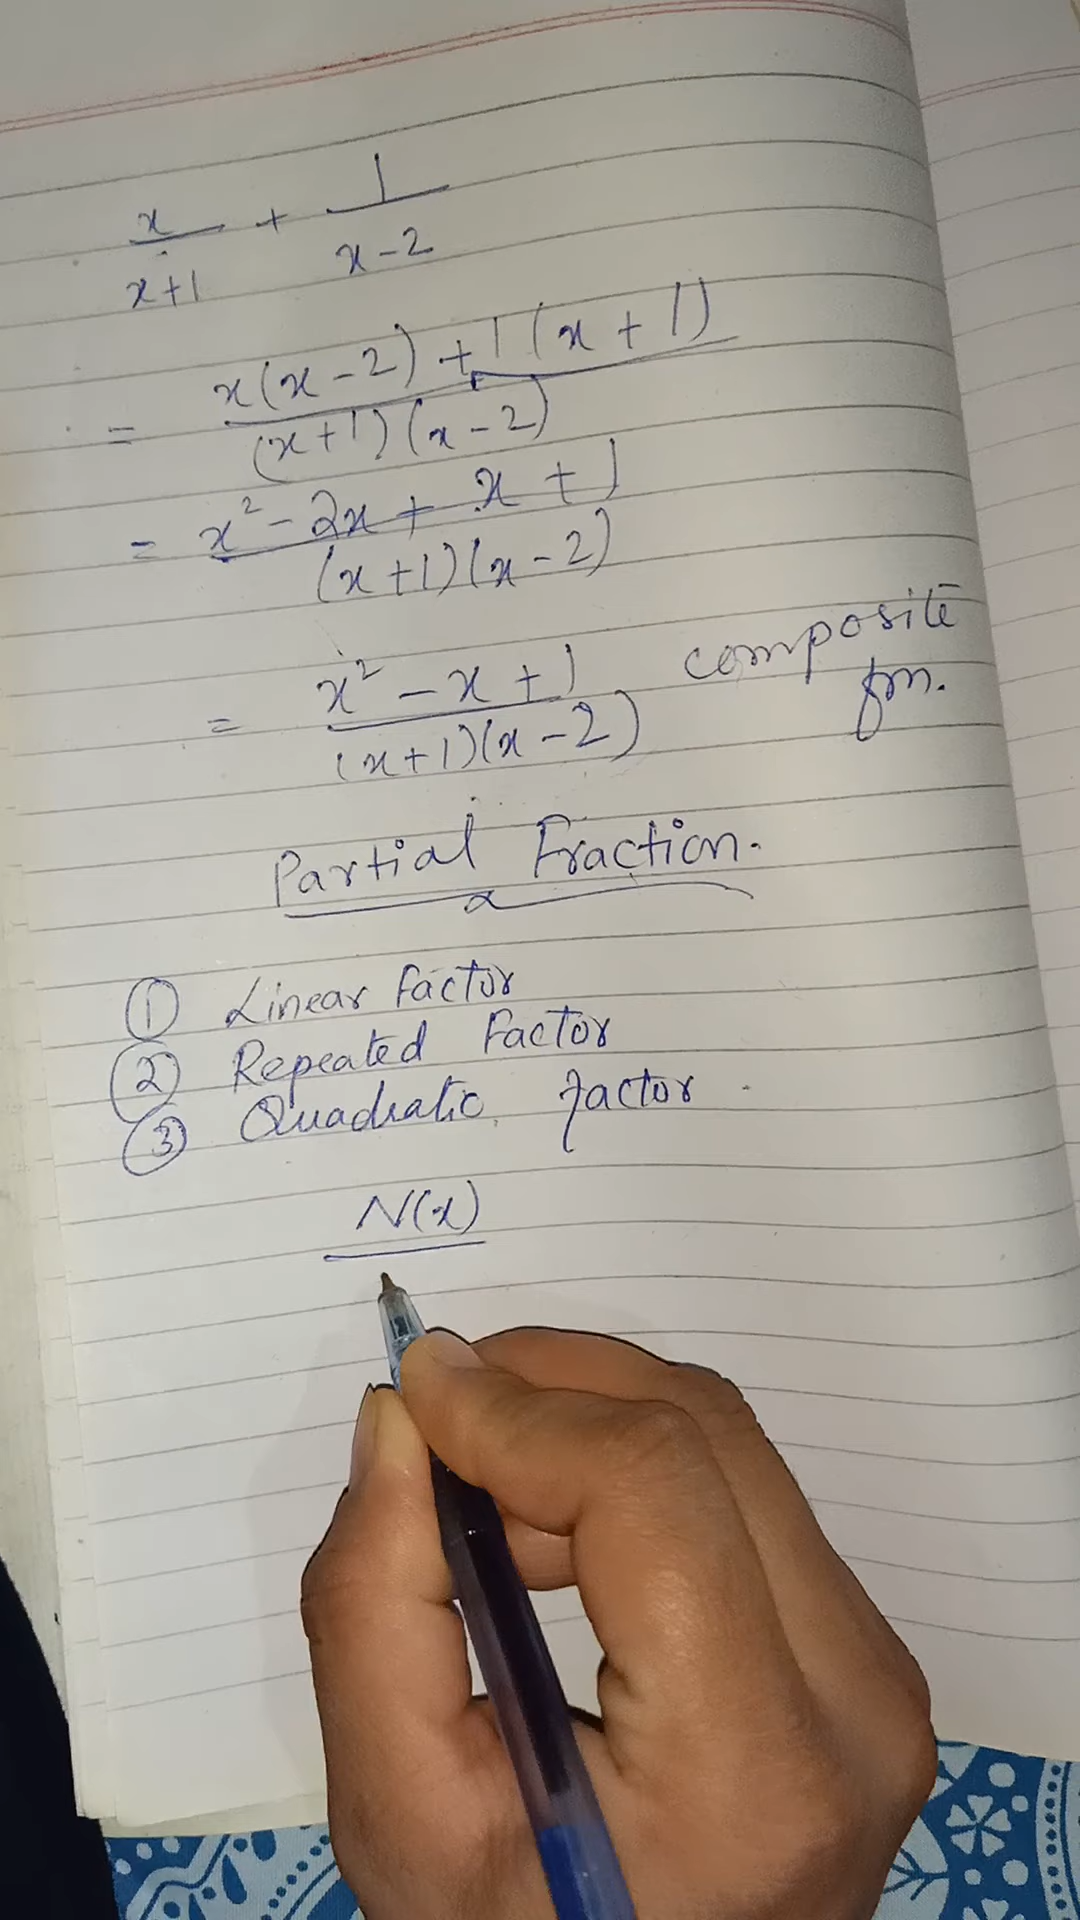 x/x+1 + 1/x-2
= x(x-2)+1(x+1)/(x+1)(x-2)
= x²-2x+x+1/(x+1)(x-2)
= x²-x+1/(x+1)(x-2) composite
fm.
Partial Fraction.
① Linear factor
② Repeated Factor
③ Quadratic factor
N(x)